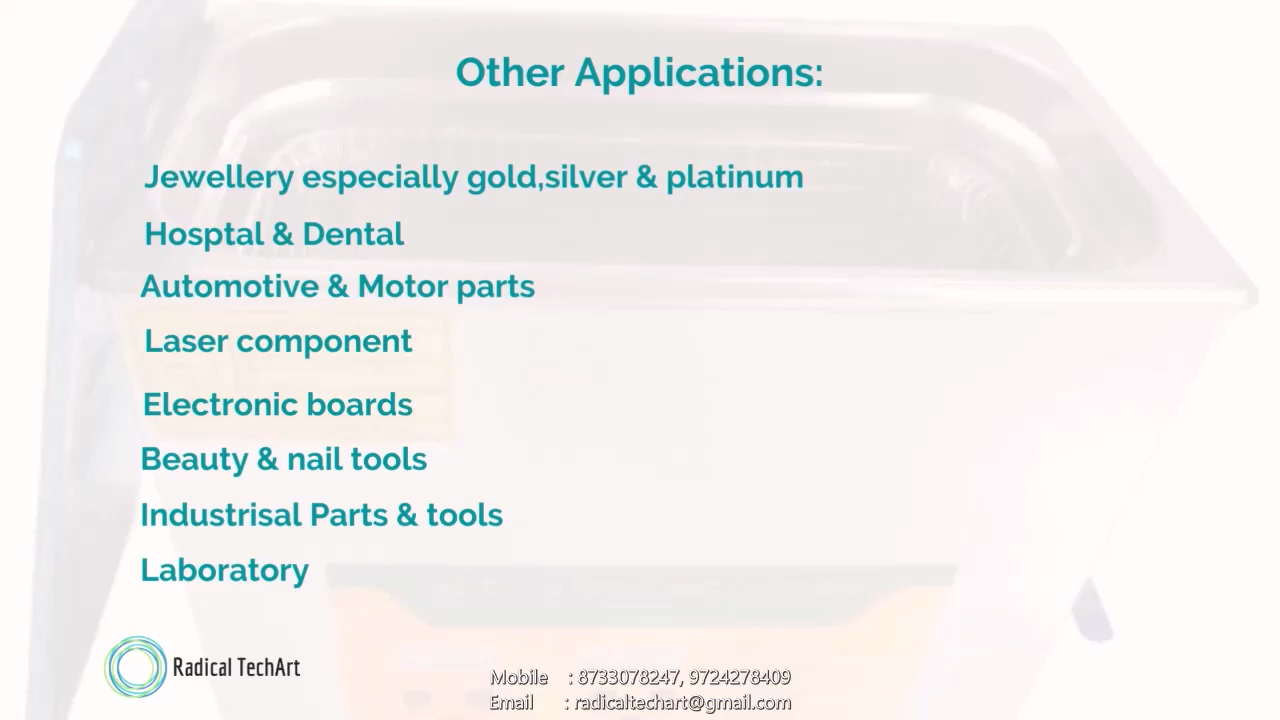 Other Applications:
Jewellery especially gold,silver & platinum
Hosptal & Dental
Automotive & Motor parts
Laser component
Electronic boards
Beauty & nail tools
Industrisal Parts & tools
Laboratory
Radical TechArt
Mobile : 8733078247, 9724278409
Email : radicaltechart@gmail.com